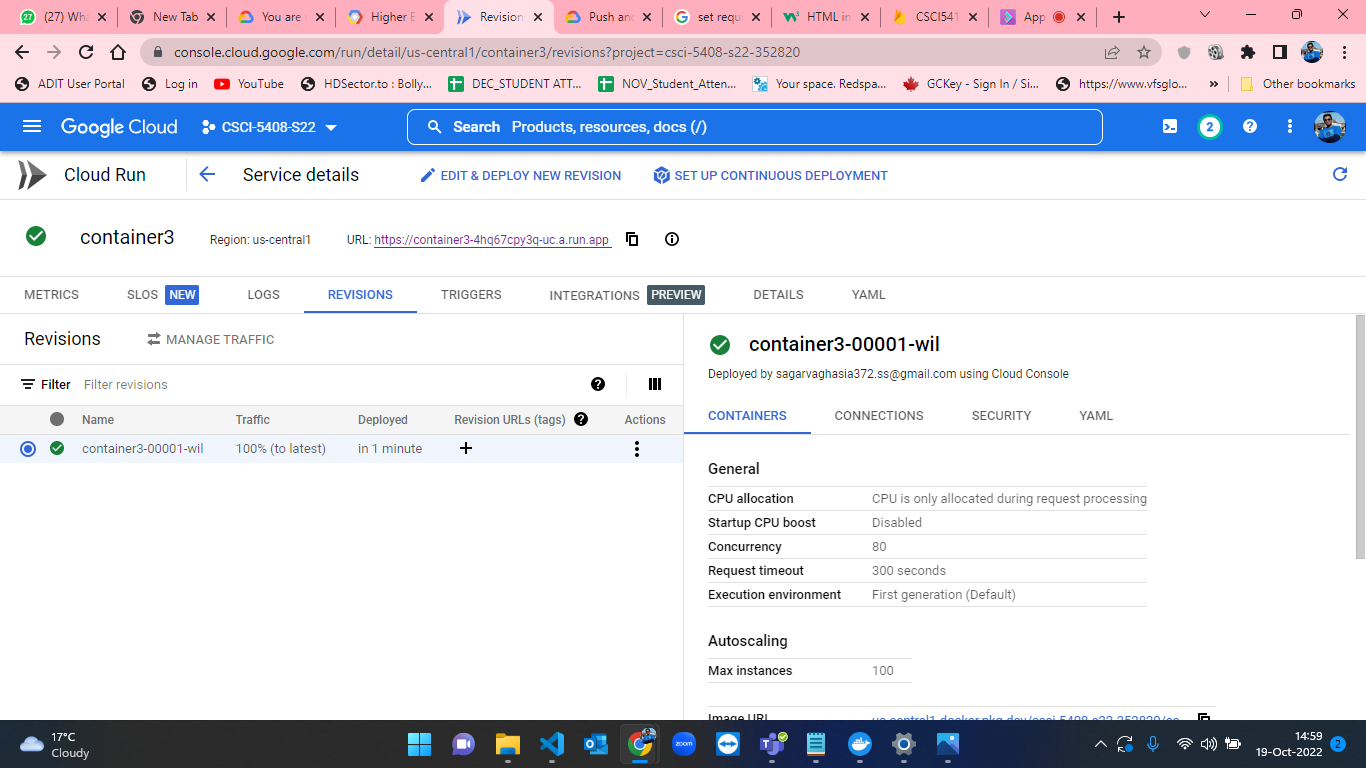 (27) Wha
New Tab
You are
Higher E
Revision
Push and
set requ
HTML in
CSCI541
App
console.cloud.google.com/run/detail/us-central1/container3/revisions?project=csci-5408-s22-352820
ADIT User Portal
Log in
YouTube
HDSector.to : Bolly...
DEC_STUDENT ATT...
NOV_Student_Atten...
Your space. Redspa...
GCKey - Sign In / Si...
https://www.vfsglo...
»
Other bookmarks
Google Cloud
CSCI-5408-S22
Search Products, resources, docs (/)
2
Cloud Run
Service details
EDIT & DEPLOY NEW REVISION
SET UP CONTINUOUS DEPLOYMENT
container3
Region: us-central1
URL: https://container3-4hq67cpy3q-uc.a.run.app
METRICS
SLOS NEW
LOGS
REVISIONS
TRIGGERS
INTEGRATIONS PREVIEW
DETAILS
YAML
Revisions
MANAGE TRAFFIC
Filter Filter revisions
Name Traffic Deployed Revision URLs (tags) Actions
container3-00001-wil 100% (to latest) in 1 minute
container3-00001-wil
Deployed by sagarvaghasia372.ss@gmail.com using Cloud Console
CONTAINERS
CONNECTIONS
SECURITY
YAML
General
CPU allocation CPU is only allocated during request processing
Startup CPU boost Disabled
Concurrency 80
Request timeout 300 seconds
Execution environment First generation (Default)
Autoscaling
Max instances 100
Image URL us-central1-docker.pkg.dev/csci-5408-s22-352820/cs...
17°C
Cloudy
zoom
14:59
19-Oct-2022
2